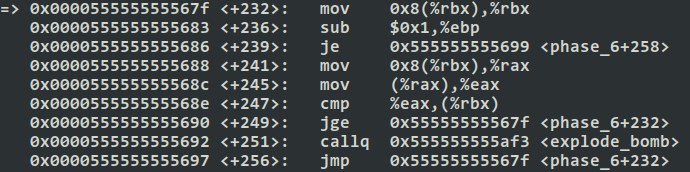 => 0x000055555555567f <+232>: mov 0x8(%rbx),%rbx
0x0000555555555683 <+236>: sub $0x1,%ebp
0x0000555555555686 <+239>: je 0x555555555699 <phase_6+258>
0x0000555555555688 <+241>: mov 0x8(%rbx),%rax
0x000055555555568c <+245>: mov (%rax),%eax
0x000055555555568e <+247>: cmp %eax,(%rbx)
0x0000555555555690 <+249>: jge 0x55555555567f <phase_6+232>
0x0000555555555692 <+251>: callq 0x555555555af3 <explode_bomb>
0x0000555555555697 <+256>: jmp 0x55555555567f <phase_6+232>